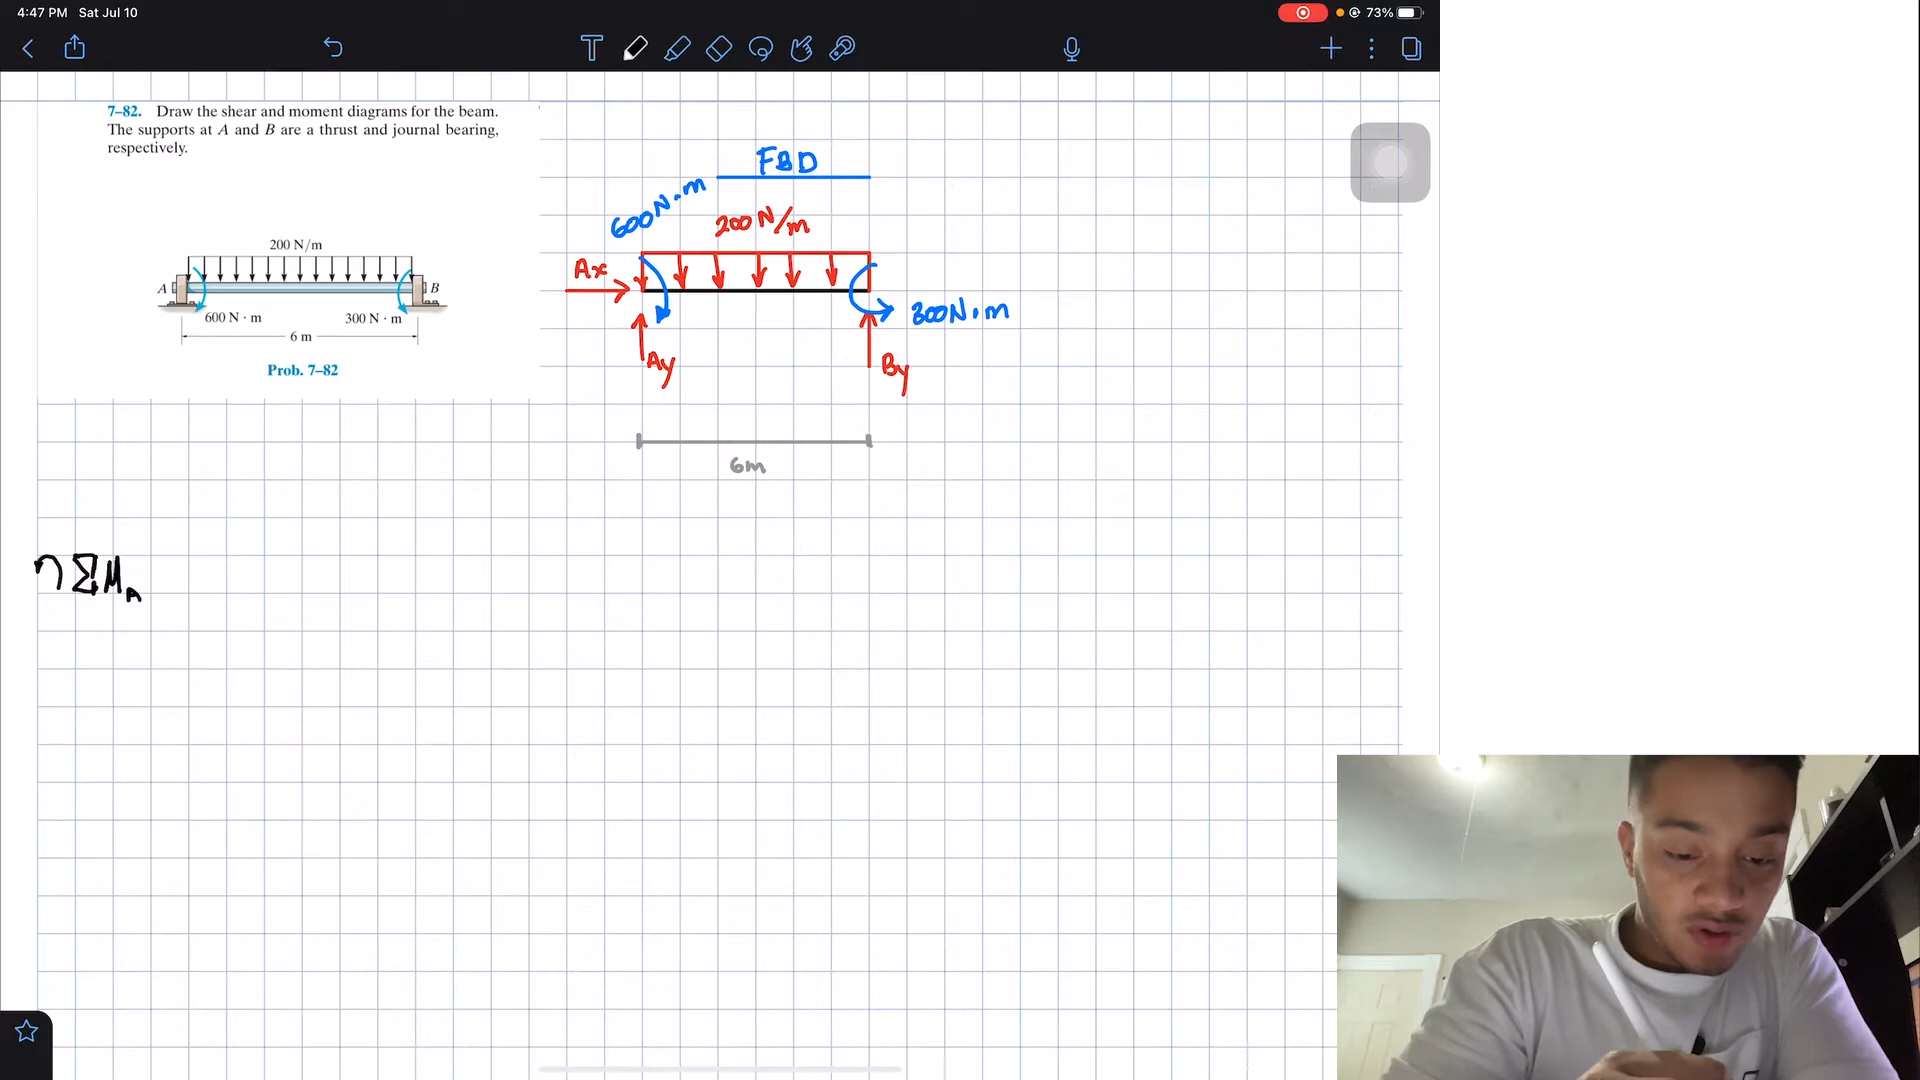 4:47 PM Sat Jul 10
73%
7–82. Draw the shear and moment diagrams for the beam.
The supports at A and B are a thrust and journal bearing,
respectively.
200 N/m
A
B
600 N · m
300 N · m
6 m
Prob. 7–82
FBD
600N·m
200N/m
Ax
300N·m
Ay
By
6m
ΣM_A